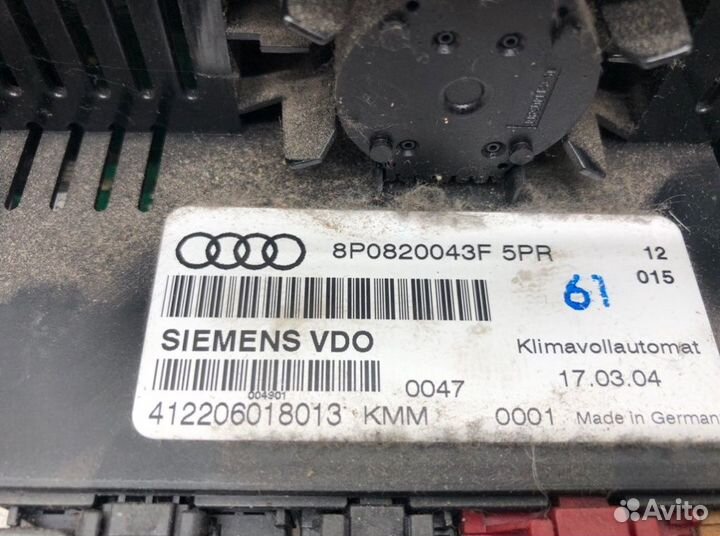 8P0820043F 5PR 12
015
61
SIEMENS VDO
Klimavollautomat
004901
0047
17.03.04
412206018013 KMM 0001 Made in German
Avito